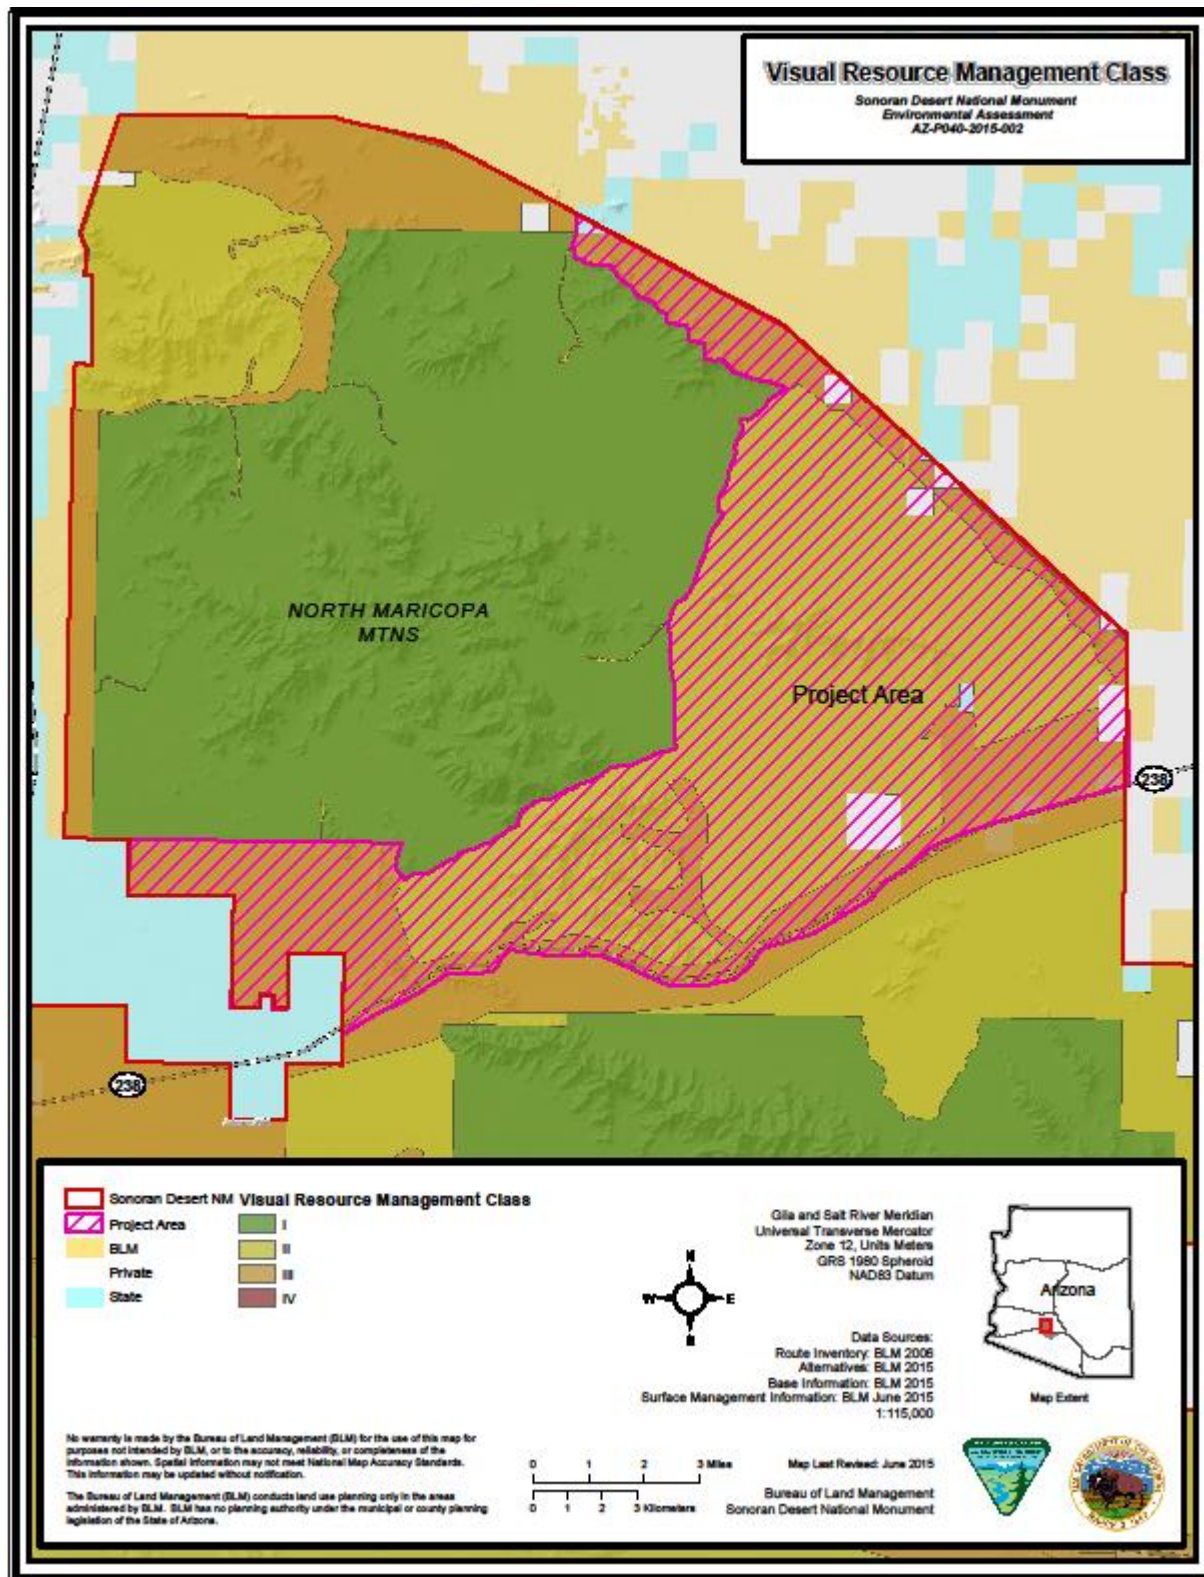 Visual Resource Management Class
Sonoran Desert National Monument
Environmental Assessment
AZ-P040-2015-002
NORTH MARICOPA
MTNS
Project Area
238
238
Sonoran Desert NM
Project Area
BLM
Private
State
Visual Resource Management Class
I
II
III
IV
N
W
E
S
Gila and Salt River Meridian
Universal Transverse Mercator
Zone 12, Units Meters
GRS 1980 Spheroid
NAD83 Datum
Data Sources:
Route Inventory: BLM 2006
Alternatives: BLM 2015
Base Information: BLM 2015
Surface Management Information: BLM June 2015
1:115,000
Arizona
Map Extent
No warranty is made by the Bureau of Land Management (BLM) for the use of this map for
purposes not intended by BLM, or to the accuracy, reliability, or completeness of the
information shown. Spatial information may not meet National Map Accuracy Standards.
This information may be updated without notification.
The Bureau of Land Management (BLM) conducts land use planning only in the areas
administered by BLM. BLM has no planning authority under the municipal or county planning
legislation of the State of Arizona.
0 1 2 3 Miles
0 1 2 3 Kilometers
Map Last Revised: June 2015
Bureau of Land Management
Sonoran Desert National Monument